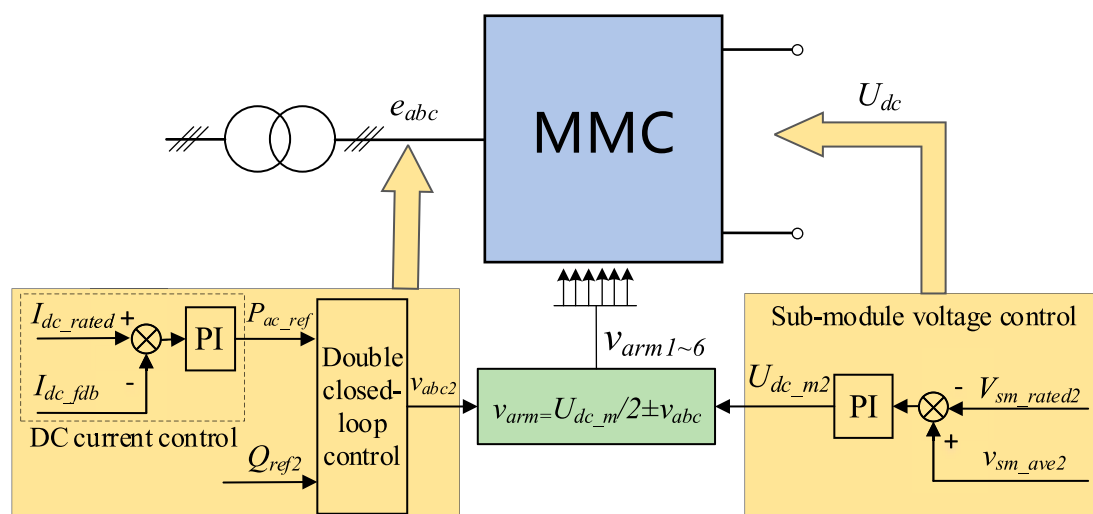 e_abc
MMC
U_dc
v_arm1~6
I_dc_rated
+
PI
P_ac_ref
I_dc_fdb
-
DC current control
Q_ref2
Double
closed-
loop
control
v_abc2
v_arm=U_dc_m/2±v_abc
Sub-module voltage control
U_dc_m2
PI
-
V_sm_rated2
+
v_sm_ave2